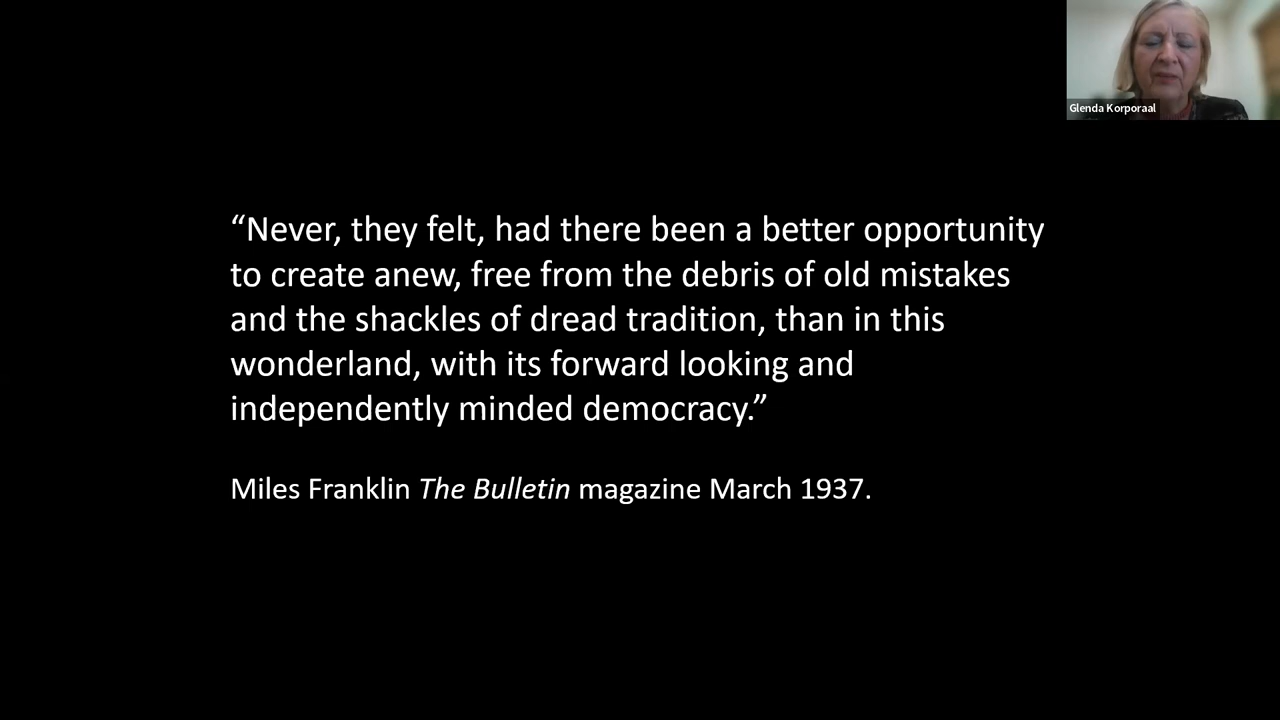 Glenda Korporaal
“Never, they felt, had there been a better opportunity
to create anew, free from the debris of old mistakes
and the shackles of dread tradition, than in this
wonderland, with its forward looking and
independently minded democracy.”
Miles Franklin The Bulletin magazine March 1937.